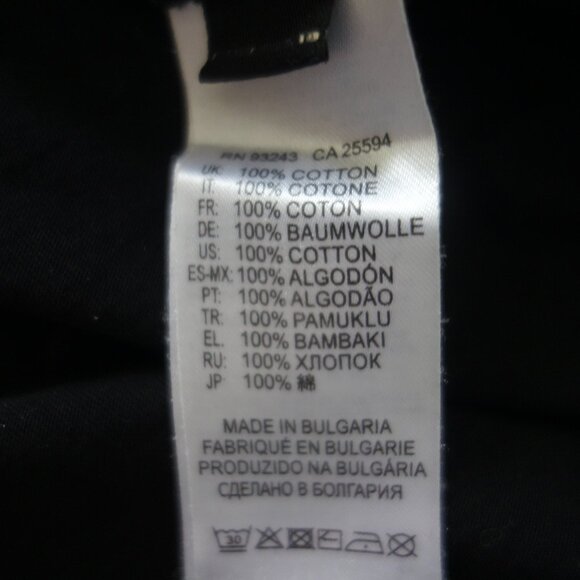 RN 93243 CA 25594
UK: 100% COTTON
IT: 100% COTONE
FR: 100% COTON
DE: 100% BAUMWOLLE
US: 100% COTTON
ES-MX: 100% ALGODÓN
PT: 100% ALGODÃO
TR: 100% PAMUKLU
EL: 100% BAMBAKI
RU: 100% ХЛОПОК
JP: 100% 綿
MADE IN BULGARIA
FABRIQUÉ EN BULGARIE
PRODUZIDO NA BULGÁRIA
СДЕЛАНО В БОЛГАРИЯ
30